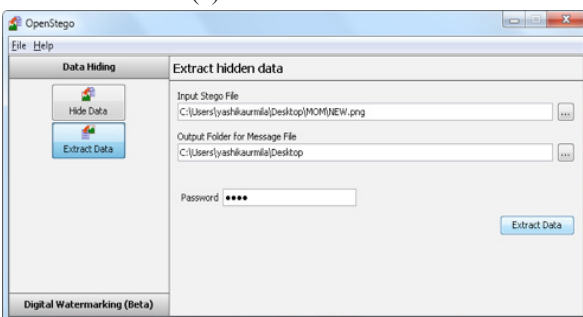 OpenStego
File Help
Data Hiding
Hide Data
Extract Data
Digital Watermarking (Beta)
Extract hidden data
Input Stego File
C:\Users\yashikaurmila\Desktop\MOM\NEW.png
...
Output Folder for Message File
C:\Users\yashikaurmila\Desktop
...
Password ●●●●
Extract Data